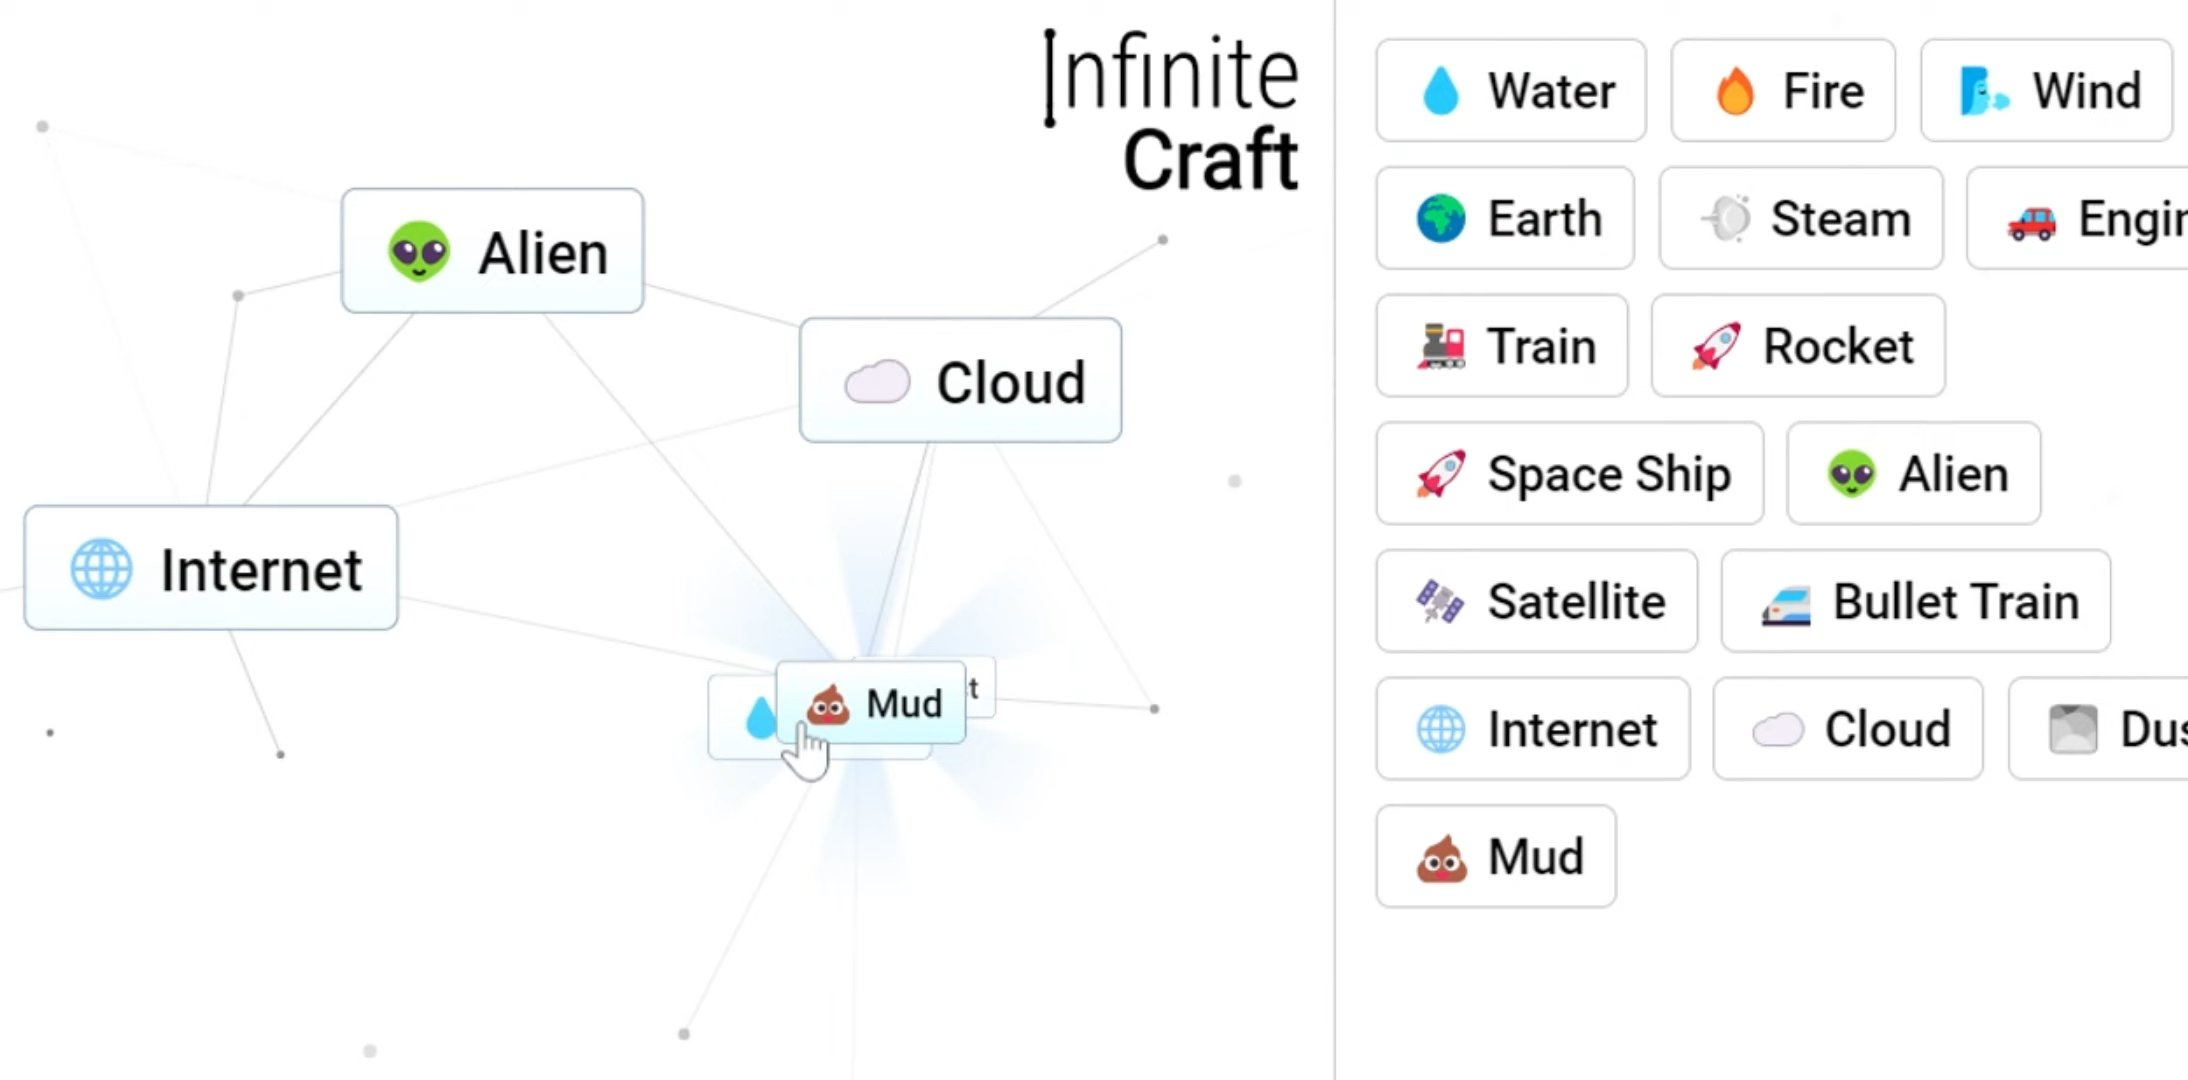 Infinite
Craft
Alien
Cloud
Internet
Mud
Water Fire Wind
Earth Steam
Train Rocket
Space Ship Alien
Satellite Bullet Train
Internet Cloud
Mud